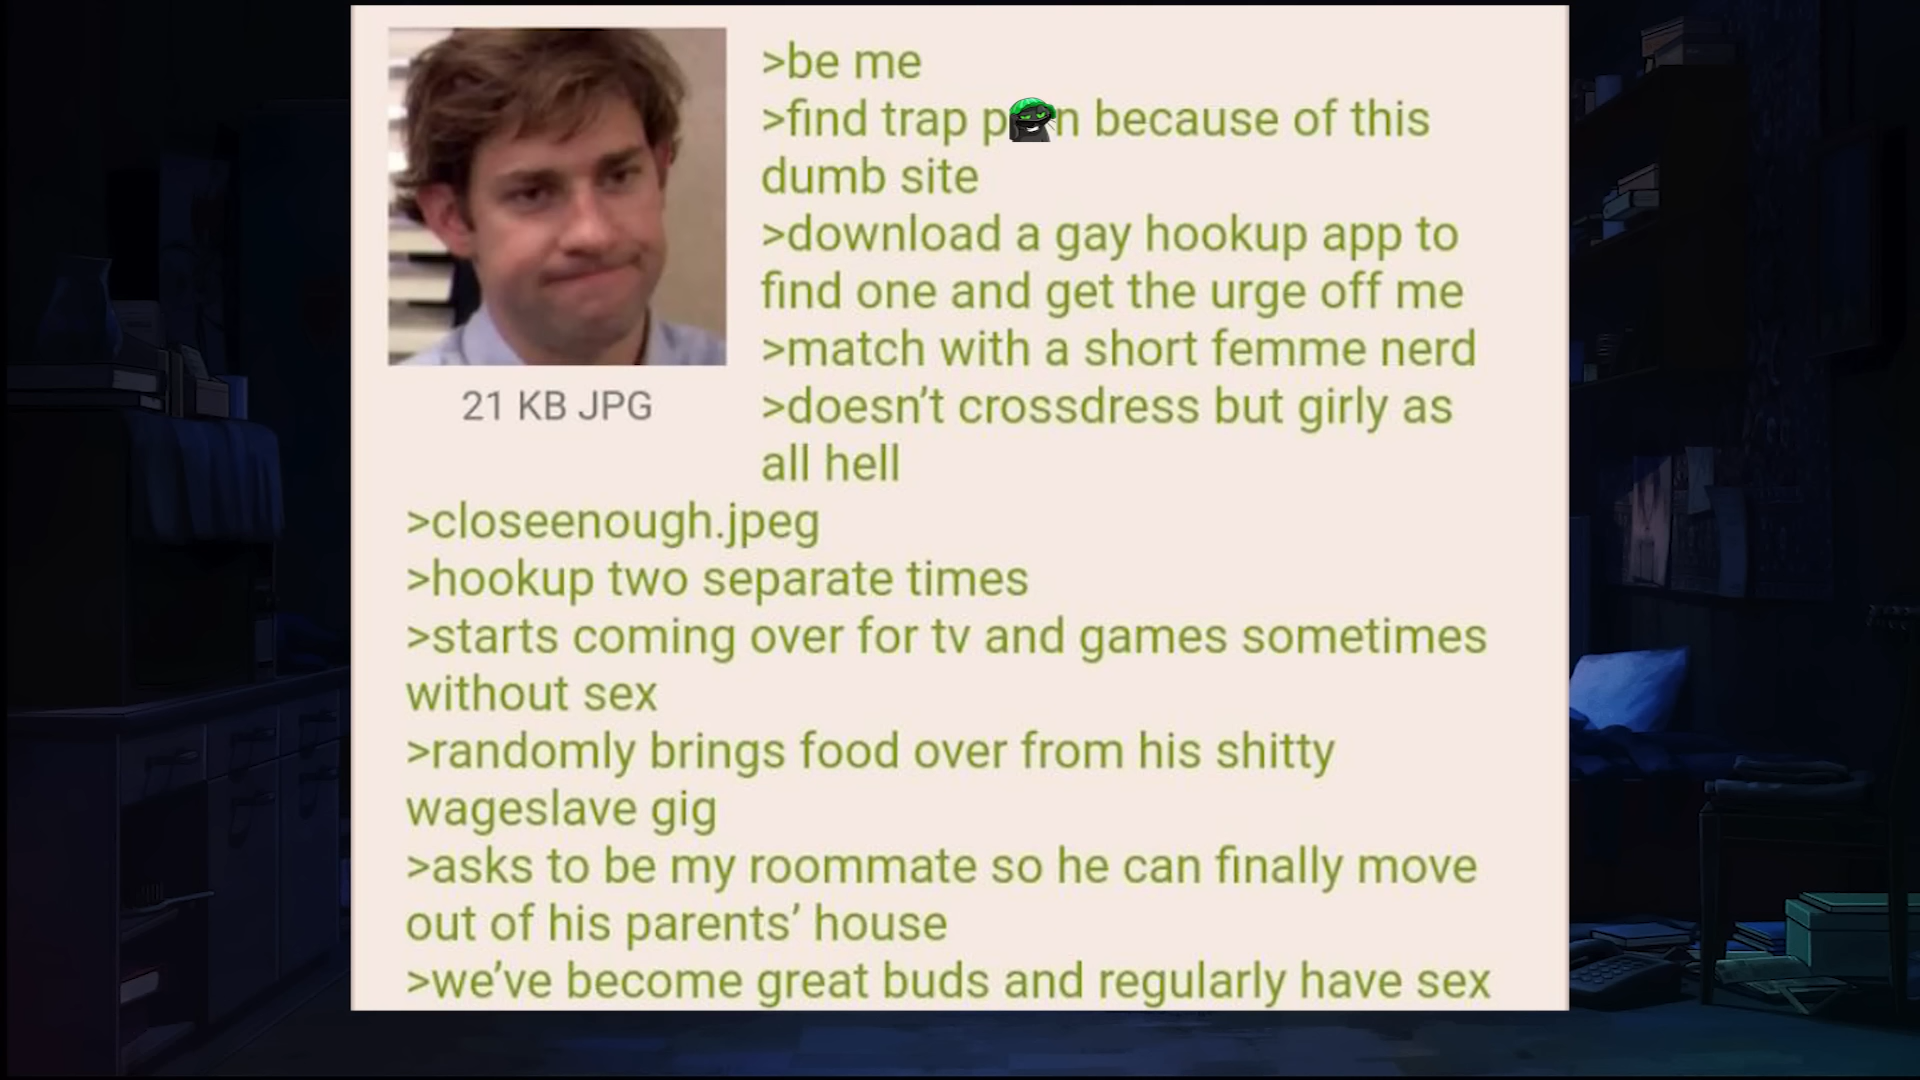 >be me
>find trap p n because of this
dumb site
>download a gay hookup app to
find one and get the urge off me
>match with a short femme nerd
>doesn’t crossdress but girly as
all hell
21 KB JPG
>closeenough.jpeg
>hookup two separate times
>starts coming over for tv and games sometimes
without sex
>randomly brings food over from his shitty
wageslave gig
>asks to be my roommate so he can finally move
out of his parents’ house
>we’ve become great buds and regularly have sex